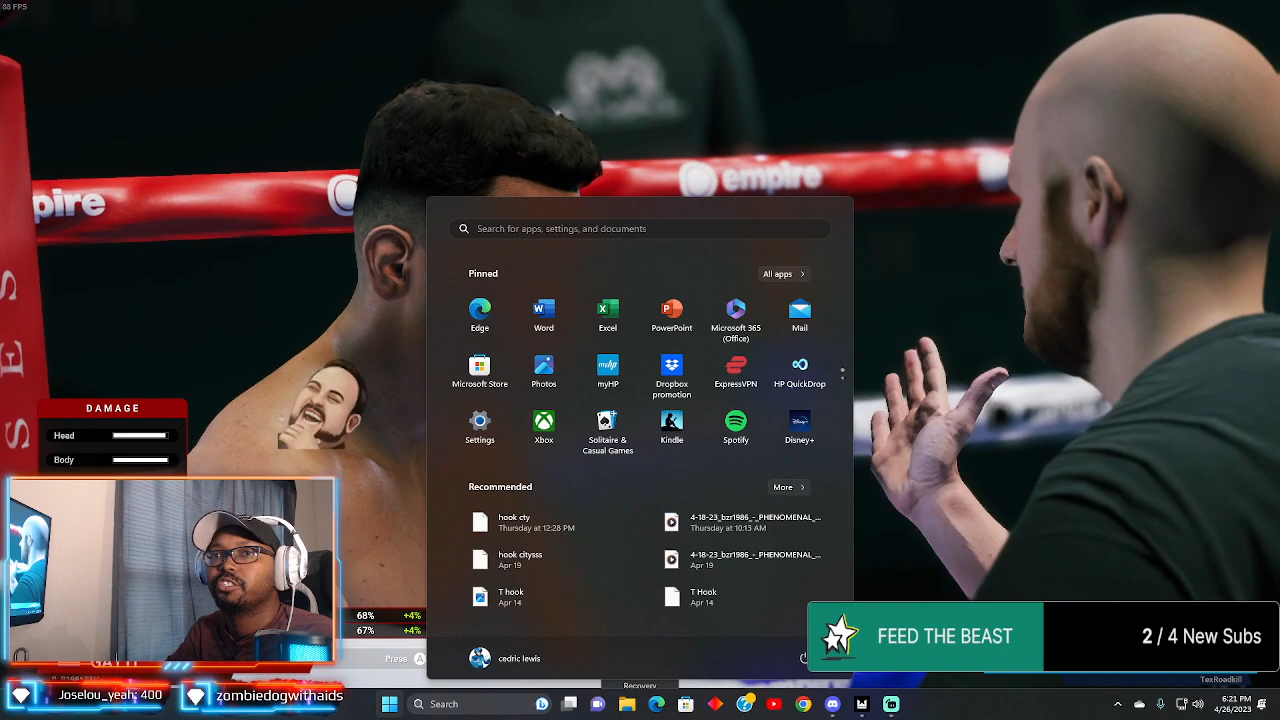 88 FPS
empire
empire
S E S
Search for apps, settings, and documents
Pinned
All apps
Edge
Word
Excel
PowerPoint
Microsoft 365
(Office)
Mail
Microsoft Store
Photos
myHP
Dropbox
promotion
ExpressVPN
HP QuickDrop
Settings
Xbox
Solitaire &
Casual Games
Kindle
Spotify
Disney+
Recommended
More
hook cty
Thursday at 12:28 PM
4-18-23_bzr1986_-_PHENOMENAL_...
Thursday at 10:13 AM
hook citysss
Apr 19
4-18-23_bzr1986_-_PHENOMENAL_...
Apr 19
T hook
Apr 14
T Hook
Apr 14
cedric lewis
DAMAGE
Head
Body
68% +4%
67% +4%
Press A
GATTI
FEED THE BEAST
2 / 4 New Subs
TexRoadkill
Joselou_yeah: 400
zombiedogwithaids
Recovery
Search
6:21 PM
4/26/2023